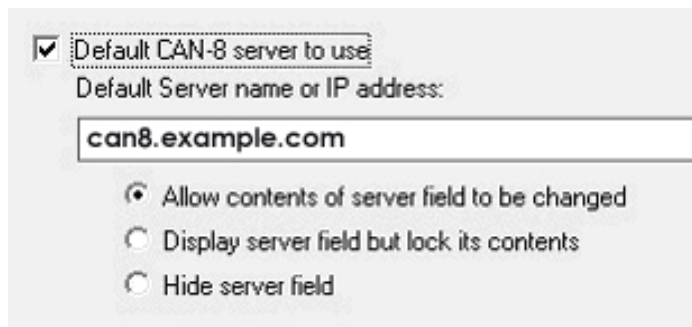 Default CAN-8 server to use
Default Server name or IP address:
can8.example.com
Allow contents of server field to be changed
Display server field but lock its contents
Hide server field